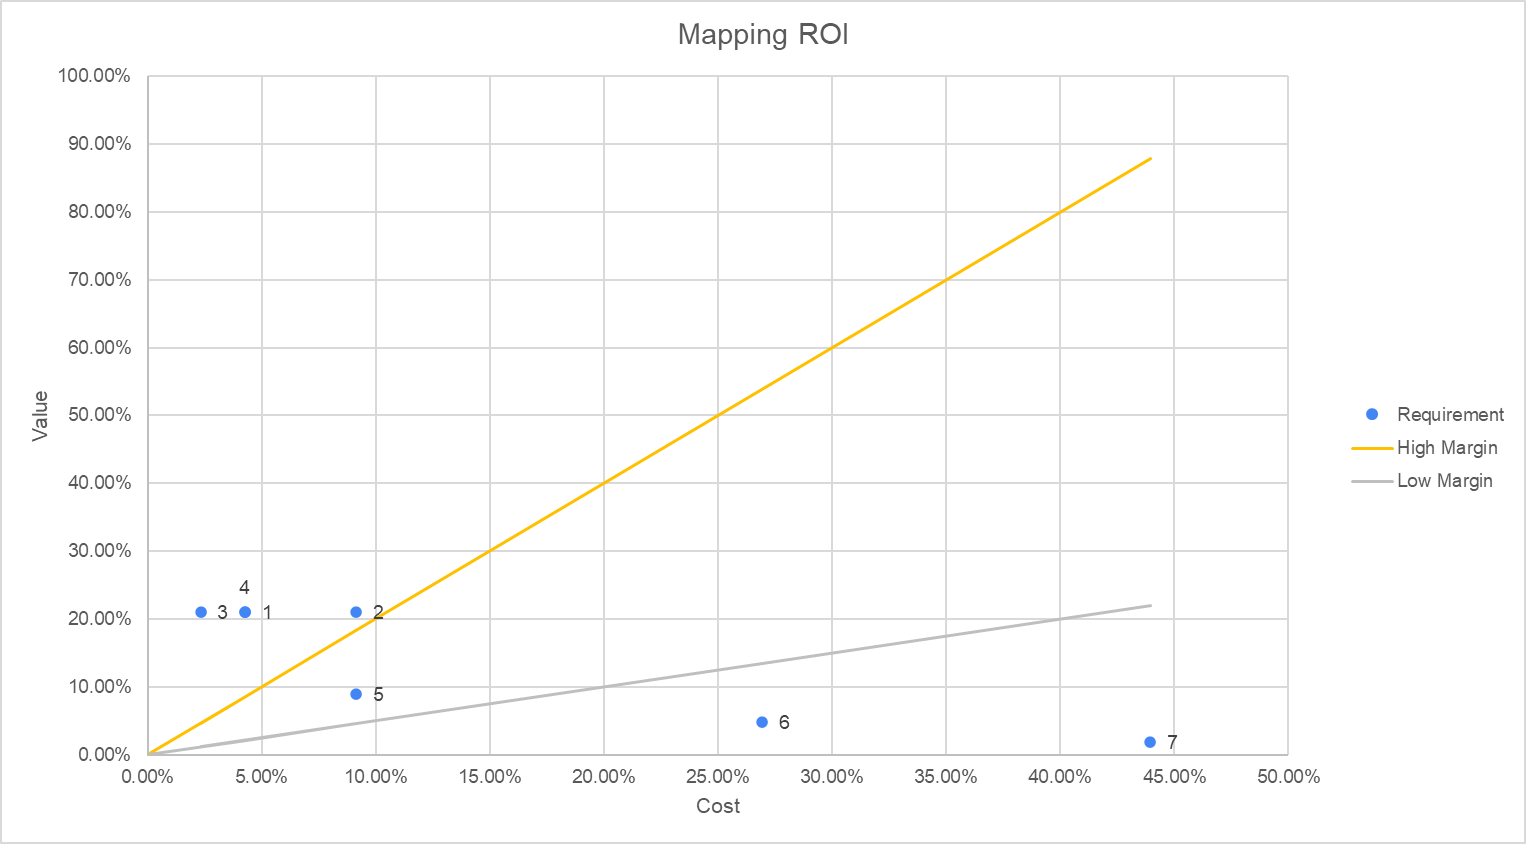 Mapping ROI
100.00%
90.00%
80.00%
70.00%
60.00%
50.00%
40.00%
30.00%
20.00%
10.00%
0.00%
Value
4
3 1 2
5
6
7
0.00% 5.00% 10.00% 15.00% 20.00% 25.00% 30.00% 35.00% 40.00% 45.00% 50.00%
Cost
Requirement
High Margin
Low Margin